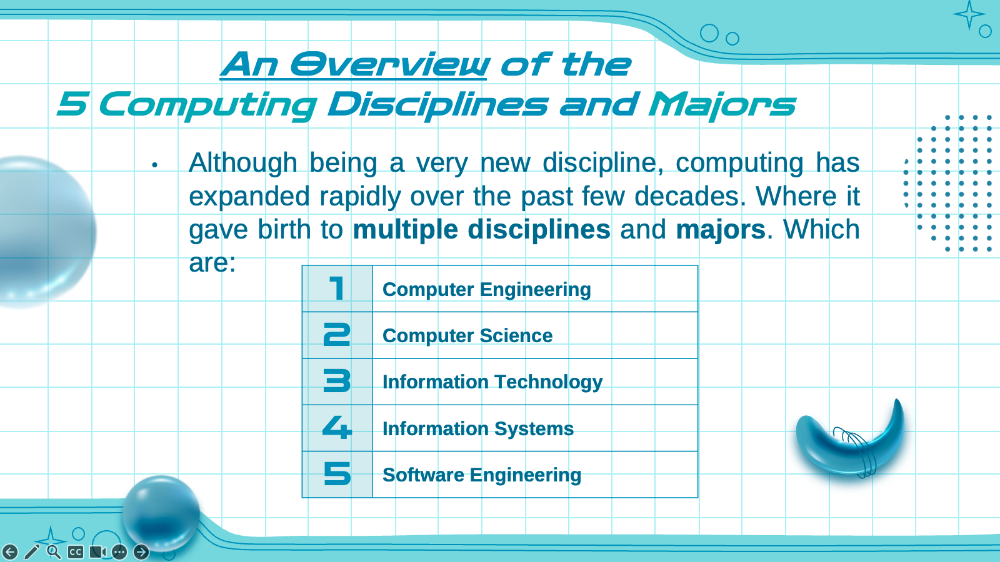 An Overview of the
5 Computing Disciplines and Majors
• Although being a very new discipline, computing has
expanded rapidly over the past few decades. Where it
gave birth to multiple disciplines and majors. Which
are:
1 Computer Engineering
2 Computer Science
3 Information Technology
4 Information Systems
5 Software Engineering
CC